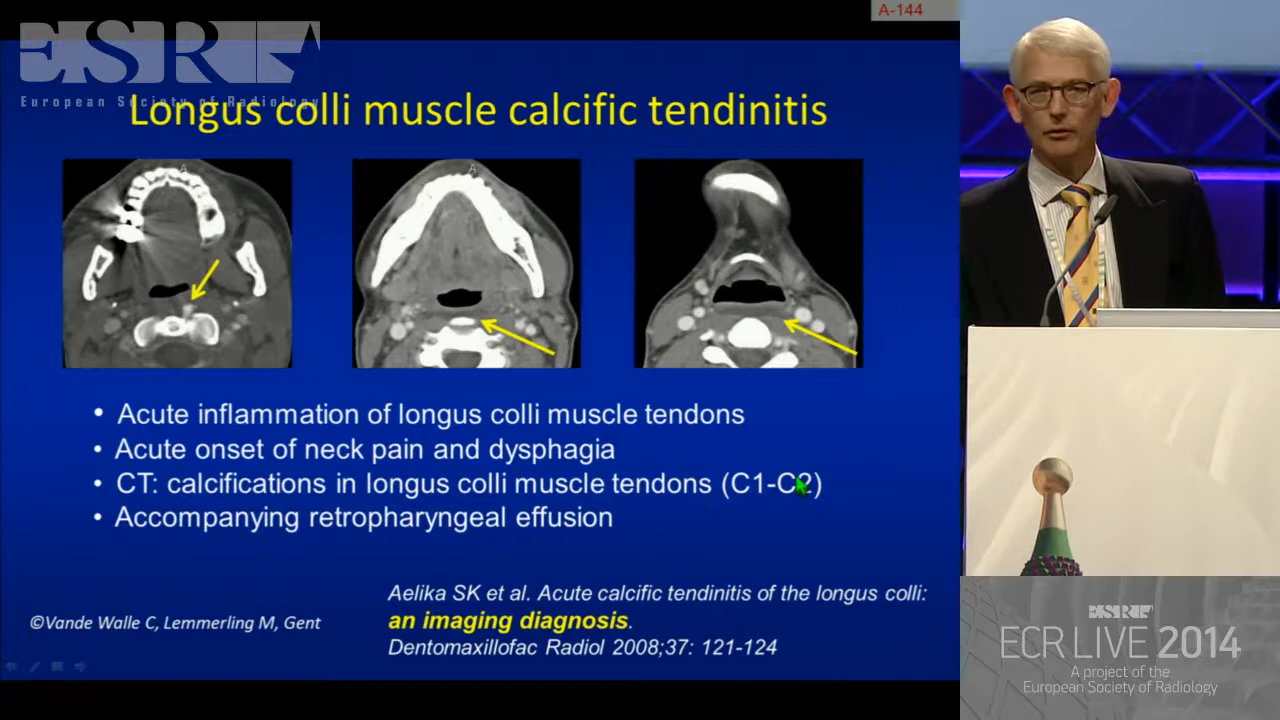 A-144
ESR
European Society of Radiology
Longus colli muscle calcific tendinitis
A
A
• Acute inflammation of longus colli muscle tendons
• Acute onset of neck pain and dysphagia
• CT: calcifications in longus colli muscle tendons (C1-C2)
• Accompanying retropharyngeal effusion
Aelika SK et al. Acute calcific tendinitis of the longus colli:
an imaging diagnosis.
Dentomaxillofac Radiol 2008;37: 121-124
©Vande Walle C, Lemmerling M, Gent
ESR
ECR LIVE 2014
A project of the
European Society of Radiology